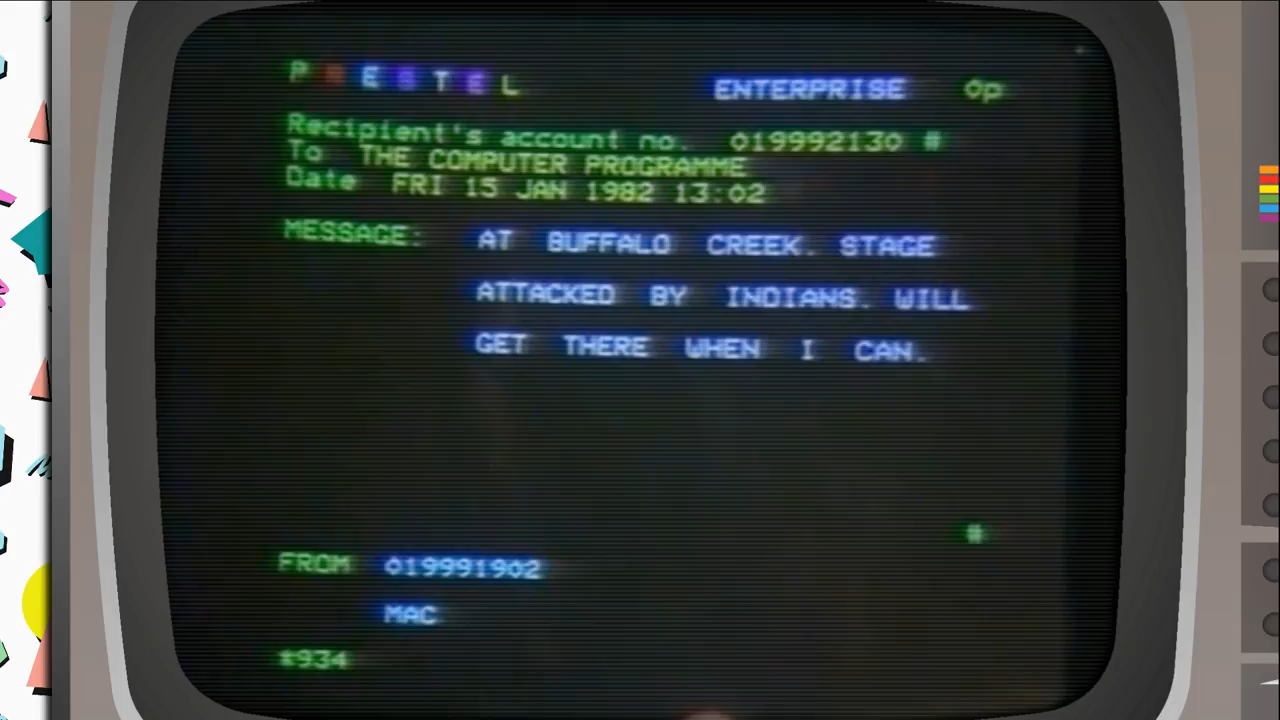 PRESTEL ENTERPRISE 0p
Recipient's account no. 019992130 #
To THE COMPUTER PROGRAMME
Date FRI 15 JAN 1982 13:02
MESSAGE: AT BUFFALO CREEK. STAGE
ATTACKED BY INDIANS. WILL
GET THERE WHEN I CAN.
#
FROM 019991902
MAC
*934